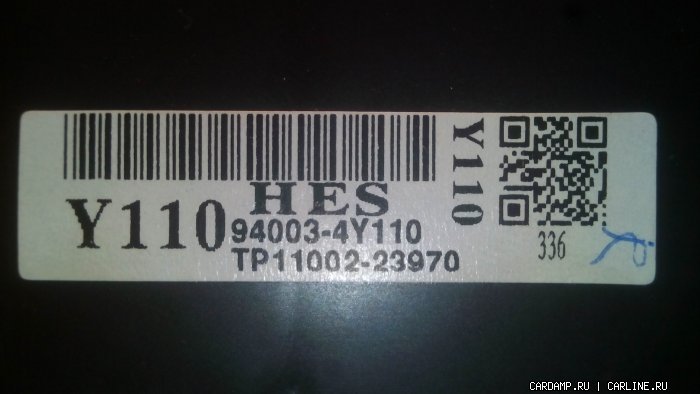 HES
Y110
94003-4Y110
TP11002-23970
Y110
336
CARDAMP.RU | CARLINE.RU